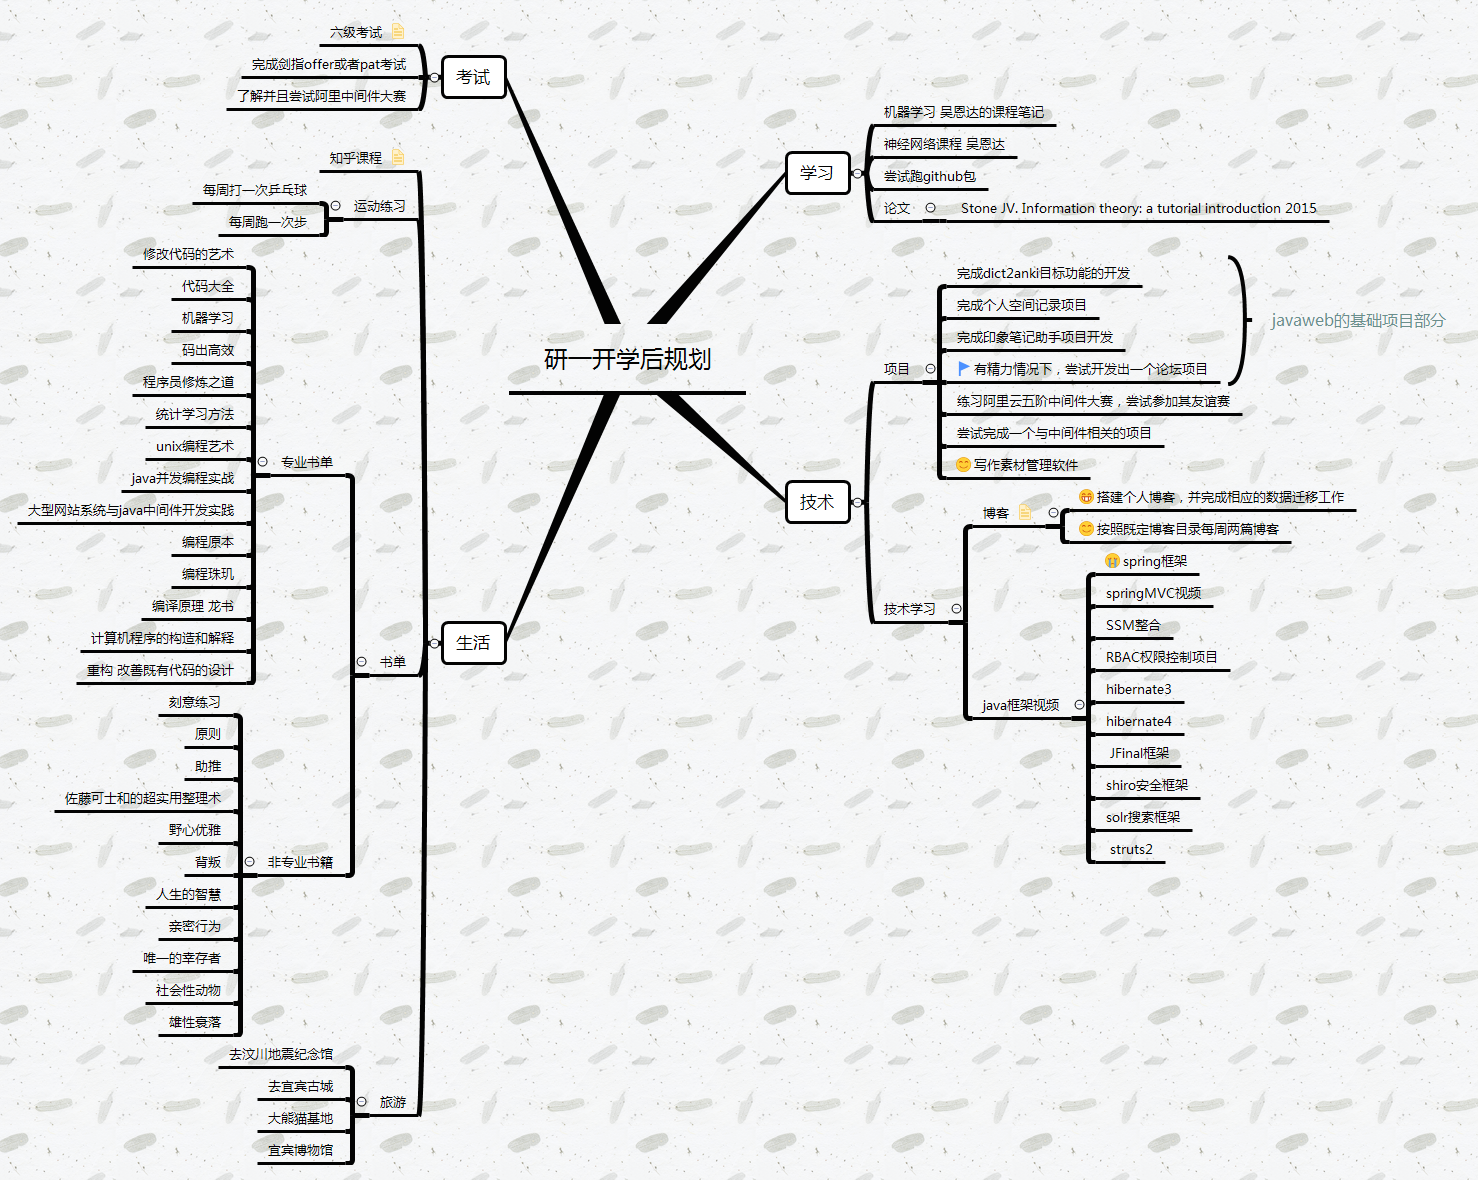 研一开学后规划
考试
六级考试
完成剑指offer或者pat考试
了解并且尝试阿里中间件大赛
学习
机器学习 吴恩达的课程笔记
神经网络课程 吴恩达
尝试跑github包
论文
Stone JV. Information theory: a tutorial introduction 2015
技术
项目
完成dict2anki目标功能的开发
完成个人空间记录项目
完成印象笔记助手项目开发
有精力情况下，尝试开发出一个论坛项目
javaweb的基础项目部分
练习阿里云五阶中间件大赛，尝试参加其友谊赛
尝试完成一个与中间件相关的项目
写作素材管理软件
技术学习
博客
搭建个人博客，并完成相应的数据迁移工作
按照既定博客目录每周两篇博客
java框架视频
spring框架
springMVC视频
SSM整合
RBAC权限控制项目
hibernate3
hibernate4
JFinal框架
shiro安全框架
solr搜索框架
struts2
生活
知乎课程
运动练习
每周打一次乒乓球
每周跑一次步
书单
专业书单
修改代码的艺术
代码大全
机器学习
码出高效
程序员修炼之道
统计学习方法
unix编程艺术
java并发编程实战
大型网站系统与java中间件开发实践
编程原本
编程珠玑
编译原理 龙书
计算机程序的构造和解释
重构 改善既有代码的设计
非专业书籍
刻意练习
原则
助推
佐藤可士和的超实用整理术
野心优雅
背叛
人生的智慧
亲密行为
唯一的幸存者
社会性动物
雄性衰落
旅游
去汶川地震纪念馆
去宜宾古城
大熊猫基地
宜宾博物馆